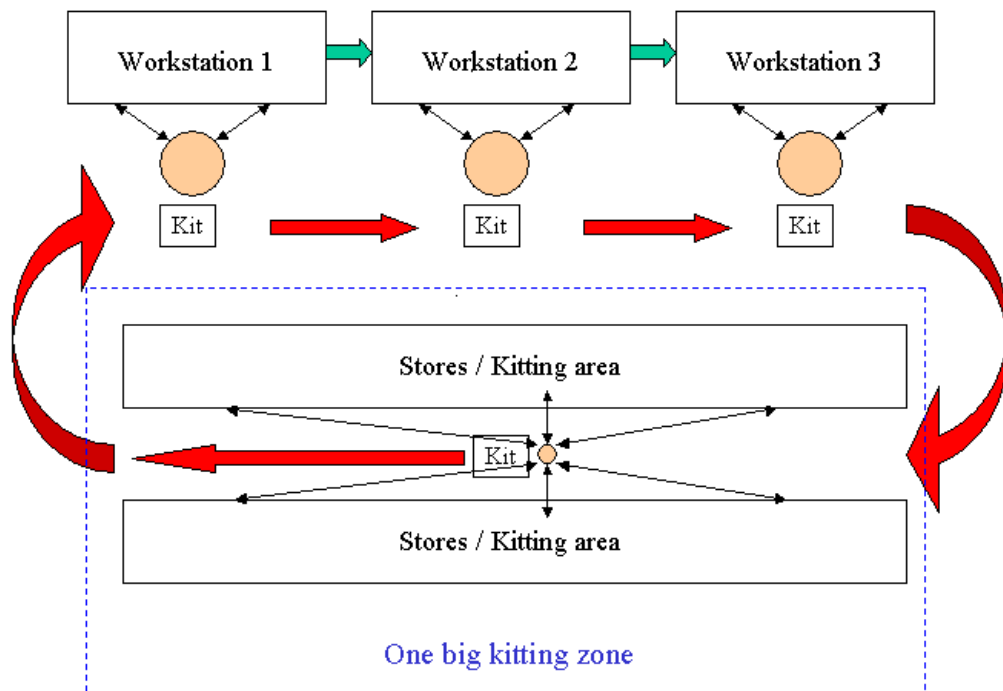 Workstation 1
Workstation 2
Workstation 3
Kit
Kit
Kit
Stores / Kitting area
Kit
Stores / Kitting area
One big kitting zone